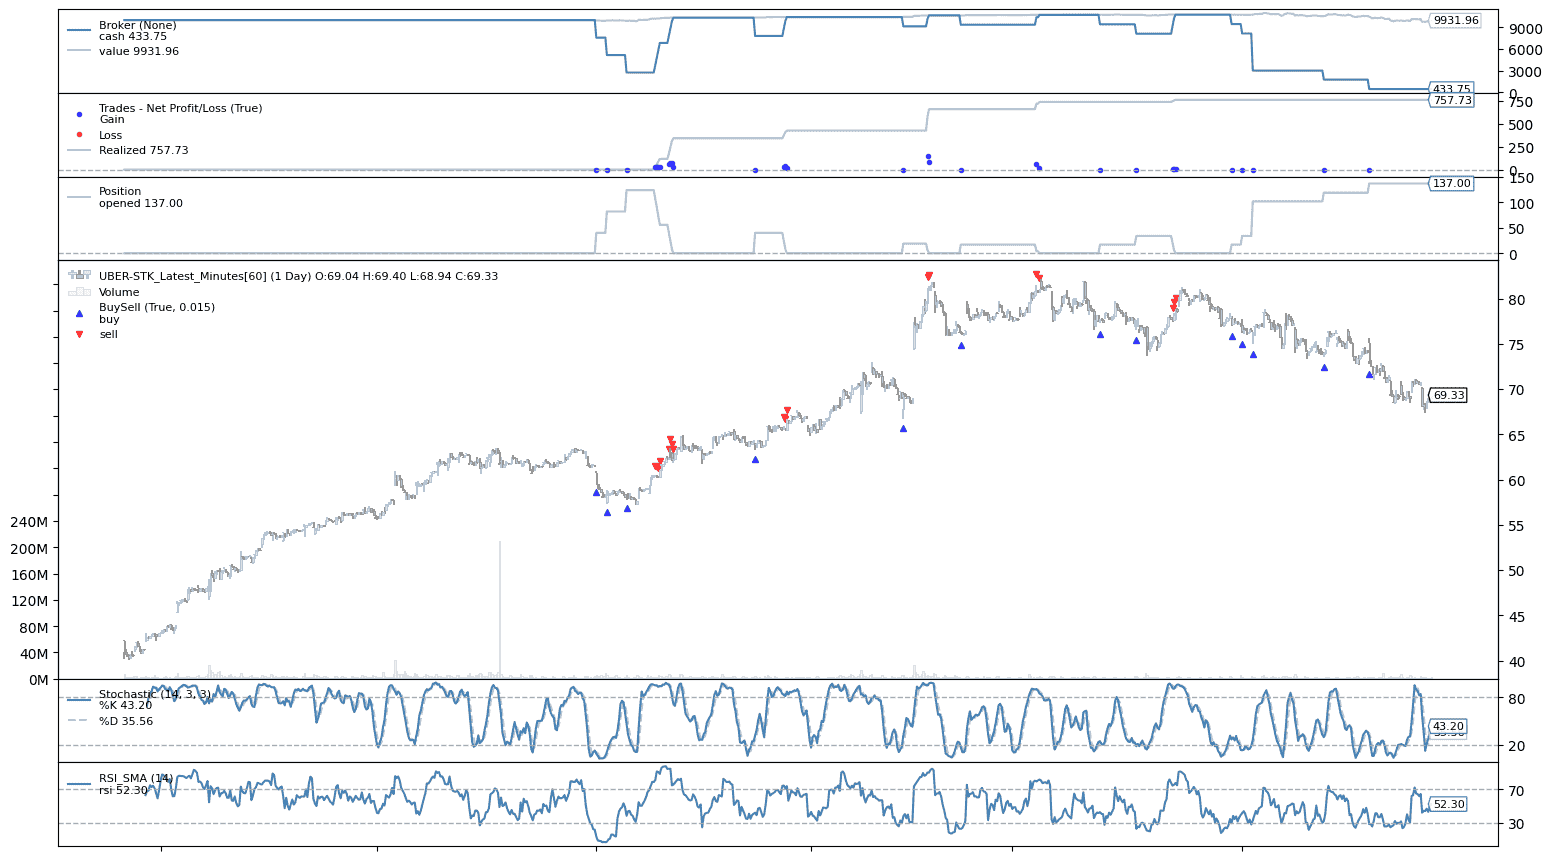 Broker (None)
cash 433.75
value 9931.96
9931.96
9000
6000
3000
433.75
0
Trades - Net Profit/Loss (True)
Gain
Loss
Realized 757.73
757.73
750
500
250
0
Position
opened 137.00
150
137.00
100
50
0
UBER-STK_Latest_Minutes[60] (1 Day) O:69.04 H:69.40 L:68.94 C:69.33
Volume
BuySell (True, 0.015)
buy
sell
80
75
70
69.33
65
60
55
50
45
40
240M
200M
160M
120M
80M
40M
0M
Stochastic (14, 3, 3)
%K 43.20
%D 35.56
80
43.20
20
RSI_SMA (14)
rsi 52.30
70
52.30
30